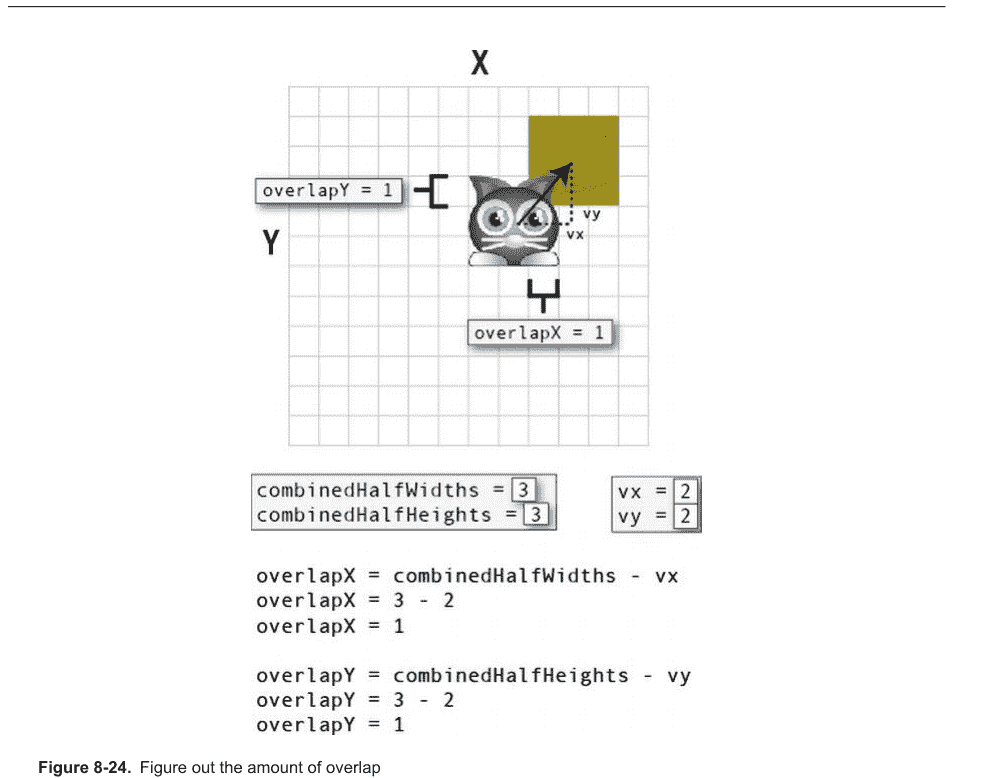 X
overlapY = 1
Y
vy
vx
overlapX = 1
combinedHalfWidths = 3
combinedHalfHeights = 3
vx = 2
vy = 2
overlapX = combinedHalfWidths - vx
overlapX = 3 - 2
overlapX = 1
overlapY = combinedHalfHeights - vy
overlapY = 3 - 2
overlapY = 1
Figure 8-24. Figure out the amount of overlap